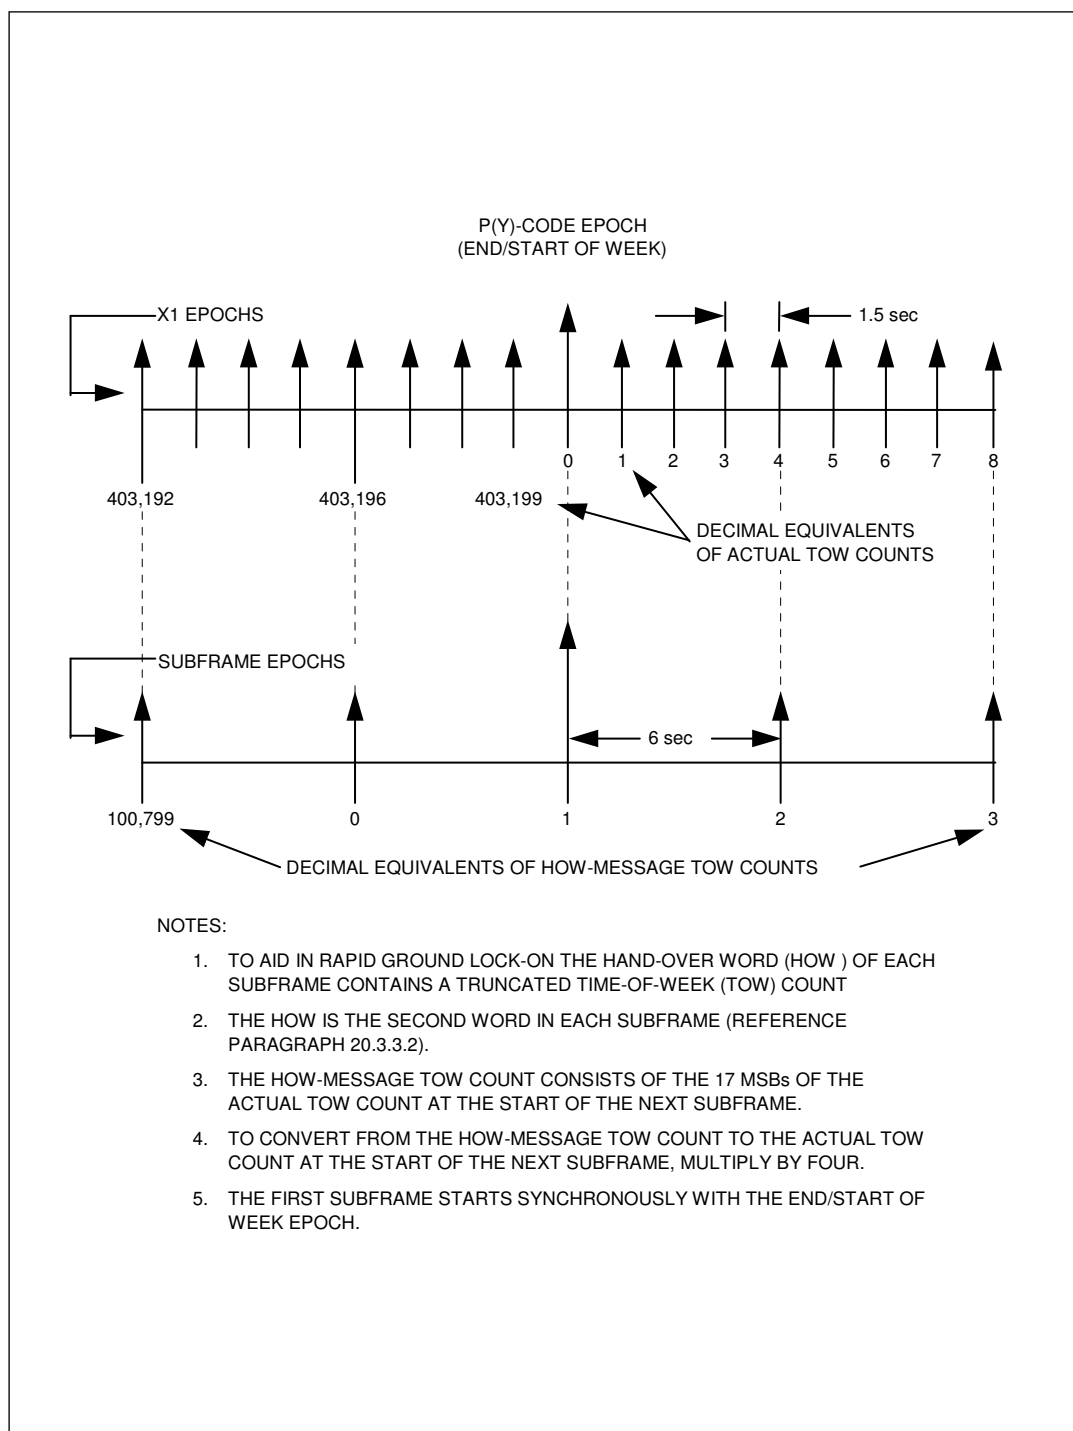 P(Y)-CODE EPOCH
(END/START OF WEEK)
X1 EPOCHS
1.5 sec
0 1 2 3 4 5 6 7 8
403,192 403,196 403,199
DECIMAL EQUIVALENTS
OF ACTUAL TOW COUNTS
SUBFRAME EPOCHS
6 sec
100,799 0 1 2 3
DECIMAL EQUIVALENTS OF HOW-MESSAGE TOW COUNTS
NOTES:
1. TO AID IN RAPID GROUND LOCK-ON THE HAND-OVER WORD (HOW ) OF EACH
SUBFRAME CONTAINS A TRUNCATED TIME-OF-WEEK (TOW) COUNT
2. THE HOW IS THE SECOND WORD IN EACH SUBFRAME (REFERENCE
PARAGRAPH 20.3.3.2).
3. THE HOW-MESSAGE TOW COUNT CONSISTS OF THE 17 MSBs OF THE
ACTUAL TOW COUNT AT THE START OF THE NEXT SUBFRAME.
4. TO CONVERT FROM THE HOW-MESSAGE TOW COUNT TO THE ACTUAL TOW
COUNT AT THE START OF THE NEXT SUBFRAME, MULTIPLY BY FOUR.
5. THE FIRST SUBFRAME STARTS SYNCHRONOUSLY WITH THE END/START OF
WEEK EPOCH.